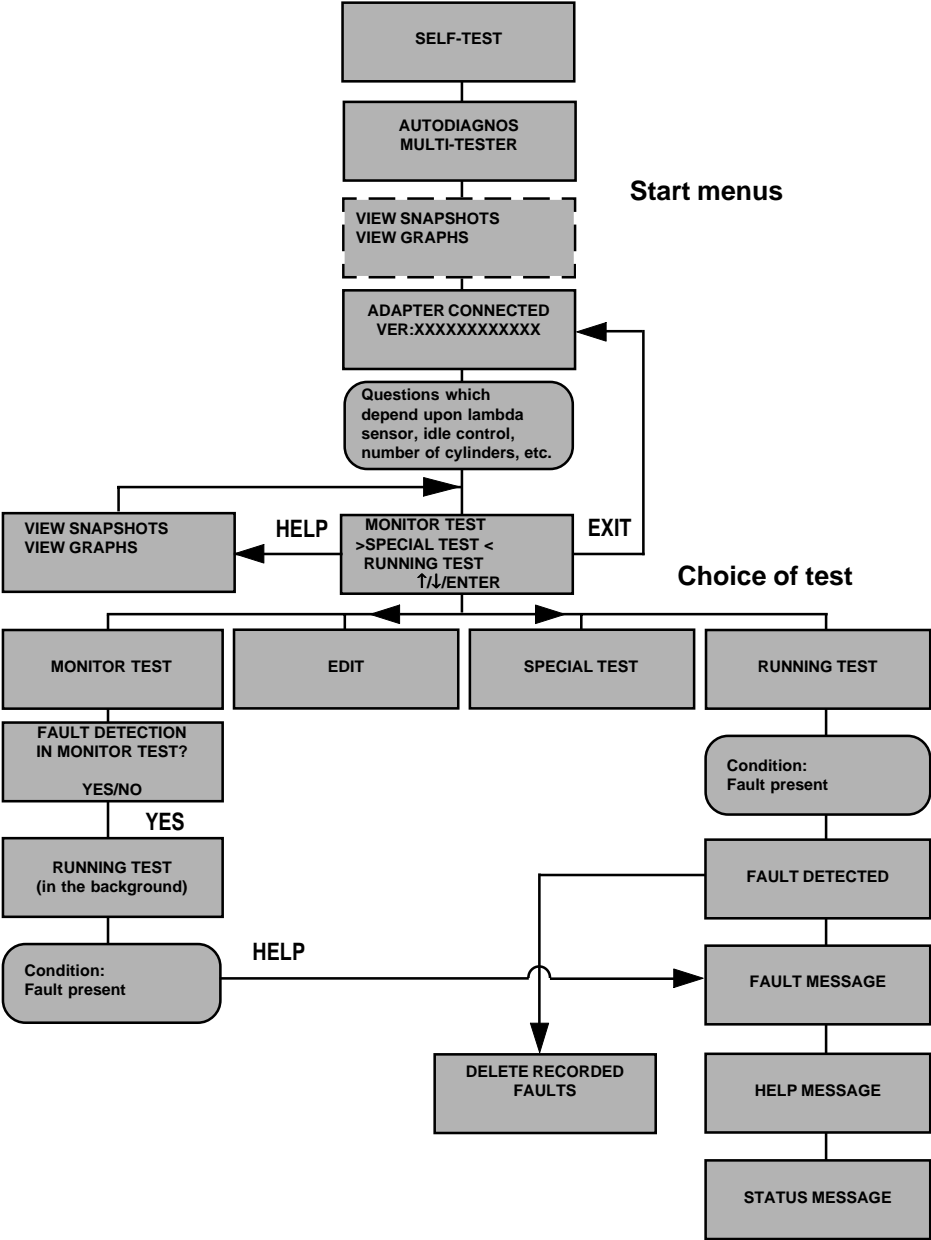 SELF-TEST
AUTODIAGNOS
MULTI-TESTER
Start menus
VIEW SNAPSHOTS
VIEW GRAPHS
ADAPTER CONNECTED
VER:XXXXXXXXXXXX
Questions which
depend upon lambda
sensor, idle control,
number of cylinders, etc.
VIEW SNAPSHOTS
VIEW GRAPHS
HELP
MONITOR TEST
>SPECIAL TEST <
RUNNING TEST
↑/↓/ENTER
EXIT
Choice of test
MONITOR TEST
EDIT
SPECIAL TEST
RUNNING TEST
FAULT DETECTION
IN MONITOR TEST?
YES/NO
Condition:
Fault present
YES
RUNNING TEST
(in the background)
FAULT DETECTED
Condition:
Fault present
HELP
FAULT MESSAGE
DELETE RECORDED
FAULTS
HELP MESSAGE
STATUS MESSAGE